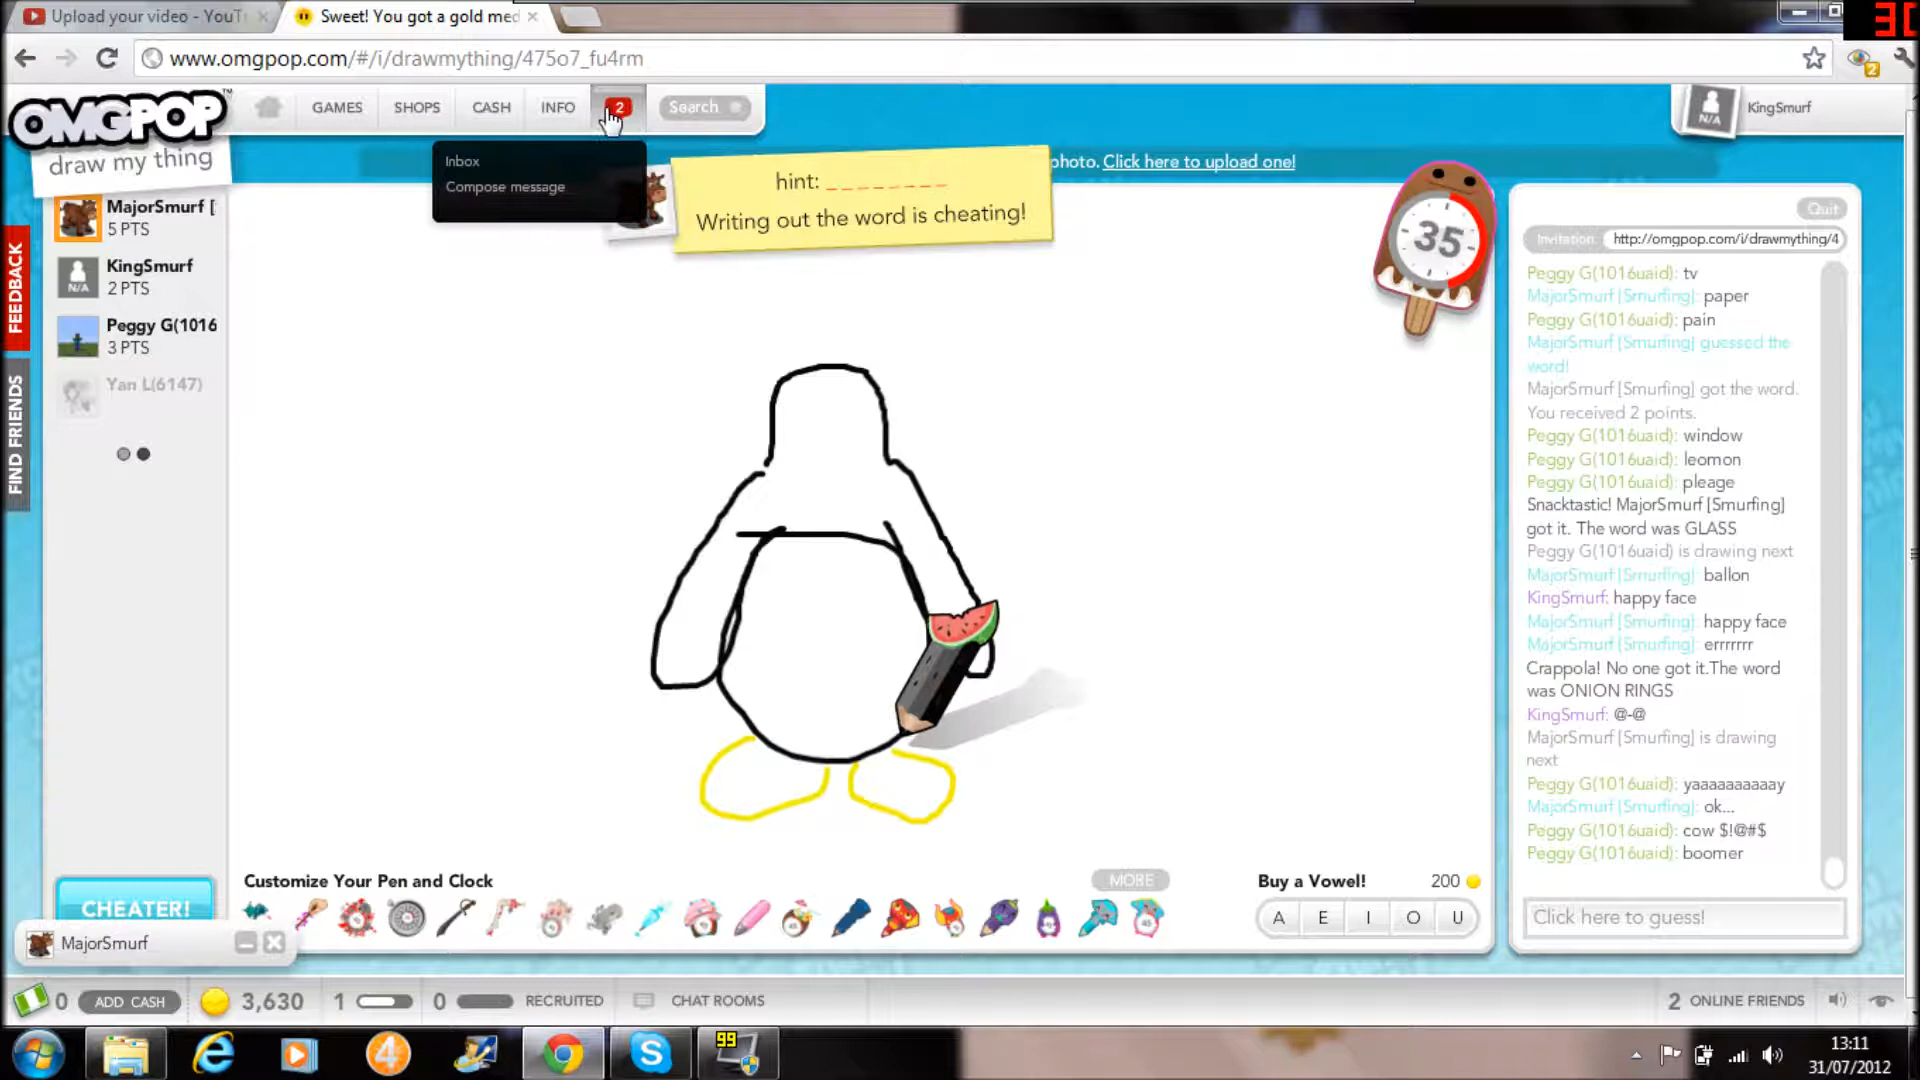 Upload your video - YouT
Sweet! You got a gold med
www.omgpop.com/#/i/drawmything/475o7_fu4rm
2
OMGPOP™
draw my thing
GAMES
SHOPS
CASH
INFO
2
Search
N/A
KingSmurf
Inbox
Compose message
photo. Click here to upload one!
hint: _ _ _ _ _ _ _ _
Writing out the word is cheating!
35
FEEDBACK
FIND FRIENDS
MajorSmurf [
5 PTS
N/A
KingSmurf
2 PTS
Peggy G(1016
3 PTS
Yan L(6147)
Quit
Invitation: http://omgpop.com/i/drawmything/4
Peggy G(1016uaid): tv
MajorSmurf [Smurfing]: paper
Peggy G(1016uaid): pain
MajorSmurf [Smurfing] guessed the
word!
MajorSmurf [Smurfing] got the word.
You received 2 points.
Peggy G(1016uaid): window
Peggy G(1016uaid): leomon
Peggy G(1016uaid): pleage
Snacktastic! MajorSmurf [Smurfing]
got it. The word was GLASS
Peggy G(1016uaid) is drawing next
MajorSmurf [Smurfing]: ballon
KingSmurf: happy face
MajorSmurf [Smurfing]: happy face
MajorSmurf [Smurfing]: errrrrrr
Crappola! No one got it.The word
was ONION RINGS
KingSmurf: @-@
MajorSmurf [Smurfing] is drawing
next
Peggy G(1016uaid): yaaaaaaaaaay
MajorSmurf [Smurfing]: ok...
Peggy G(1016uaid): cow $!@#$
Peggy G(1016uaid): boomer
Click here to guess!
Customize Your Pen and Clock
MORE
Buy a Vowel!
200
A E I O U
CHEATER!
MajorSmurf
0
ADD CASH
3,630
1
0
RECRUITED
CHAT ROOMS
2 ONLINE FRIENDS
99
13:11
31/07/2012